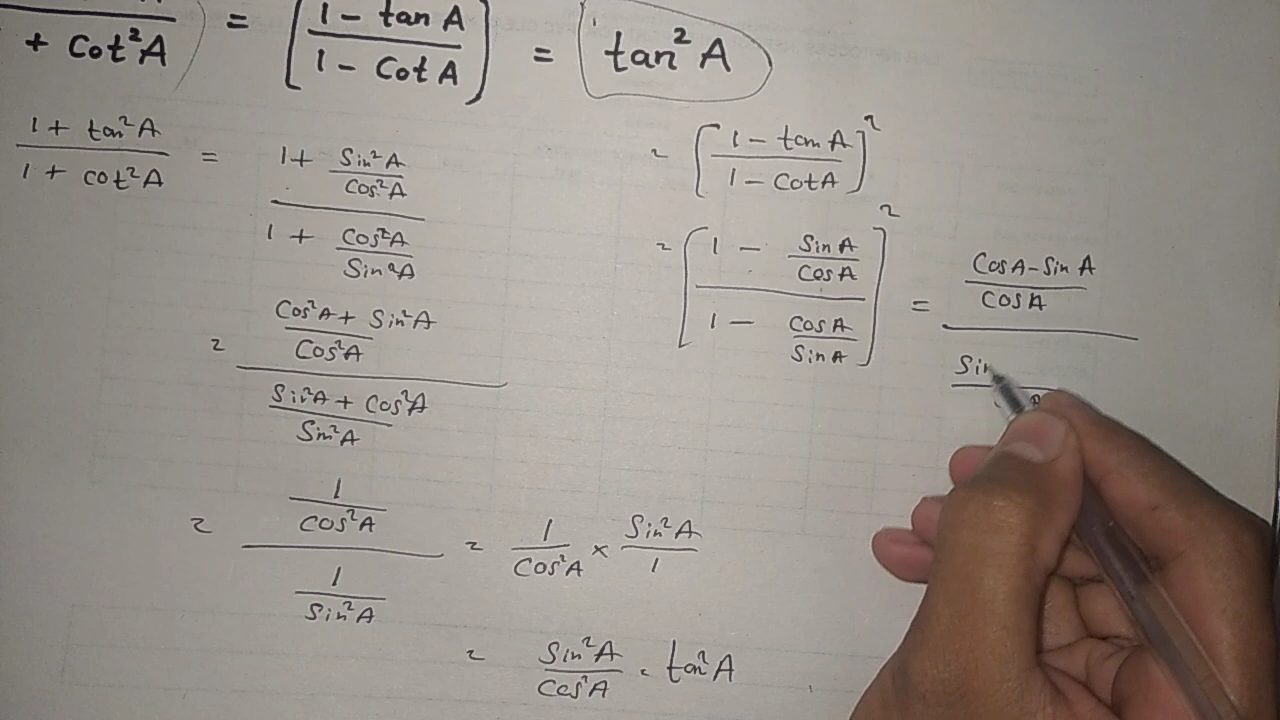 + Cot²A) = [1 - tan A / 1 - Cot A] = tan² A
1 + tan²A / 1 + cot²A = 1 + Sin²A/Cos²A / 1 + Cos²A/Sin²A
= Cos²A + Sin²A / Cos²A / Sin²A + Cos²A / Sin²A
= 1/Cos²A / 1/Sin²A = 1/Cos²A × Sin²A/1
= Sin²A/Cos²A = tan²A
= [1 - tan A / 1 - Cot A]²
= [1 - Sin A/Cos A / 1 - Cos A/Sin A]² = Cos A - Sin A / Cos A
Sin